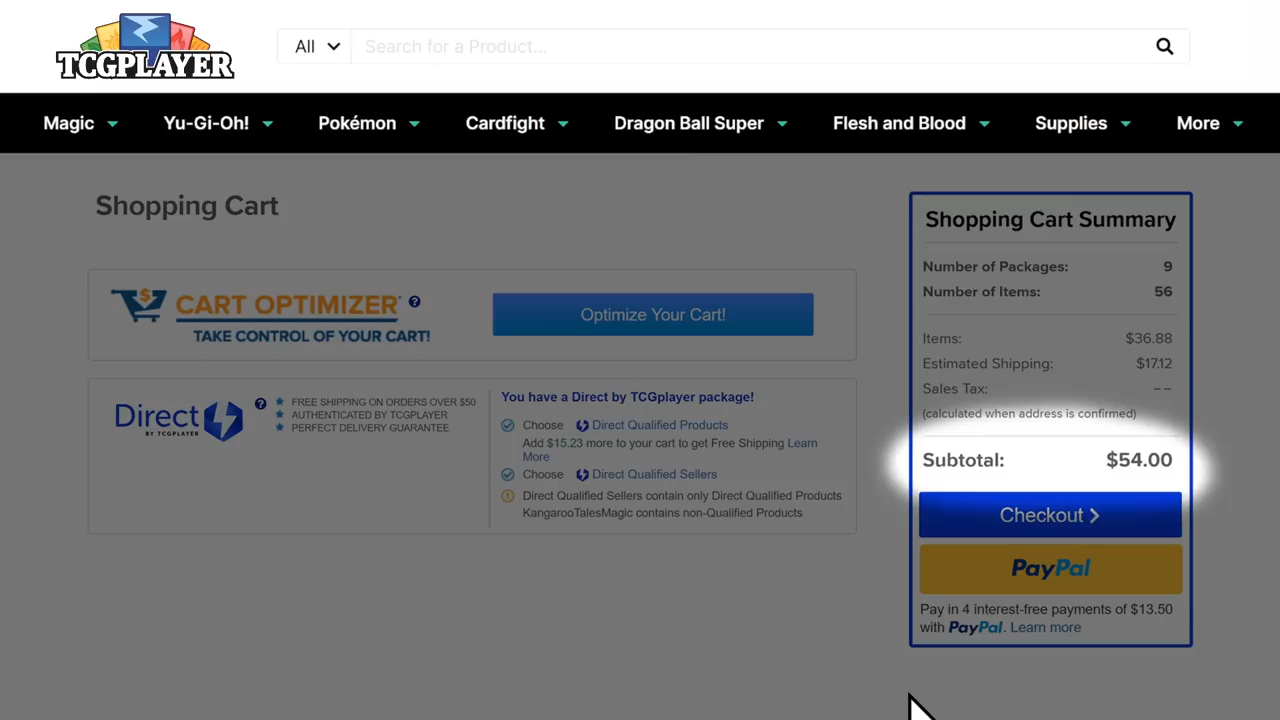 TCGPLAYER
All
Search for a Product...
Magic Yu-Gi-Oh! Pokémon Cardfight Dragon Ball Super Flesh and Blood Supplies More
Shopping Cart
CART OPTIMIZER
TAKE CONTROL OF YOUR CART!
Optimize Your Cart!
Direct
BY TCGPLAYER
FREE SHIPPING ON ORDERS OVER $50
AUTHENTICATED BY TCGPLAYER
PERFECT DELIVERY GUARANTEE
You have a Direct by TCGplayer package!
Choose Direct Qualified Products
Add $15.23 more to your cart to get Free Shipping Learn
More
Choose Direct Qualified Sellers
Direct Qualified Sellers contain only Direct Qualified Products
KangarooTalesMagic contains non-Qualified Products
Shopping Cart Summary
Number of Packages: 9
Number of Items: 56
Items: $36.88
Estimated Shipping: $17.12
Sales Tax: --
(calculated when address is confirmed)
Subtotal: $54.00
Checkout
PayPal
Pay in 4 interest-free payments of $13.50
with PayPal. Learn more